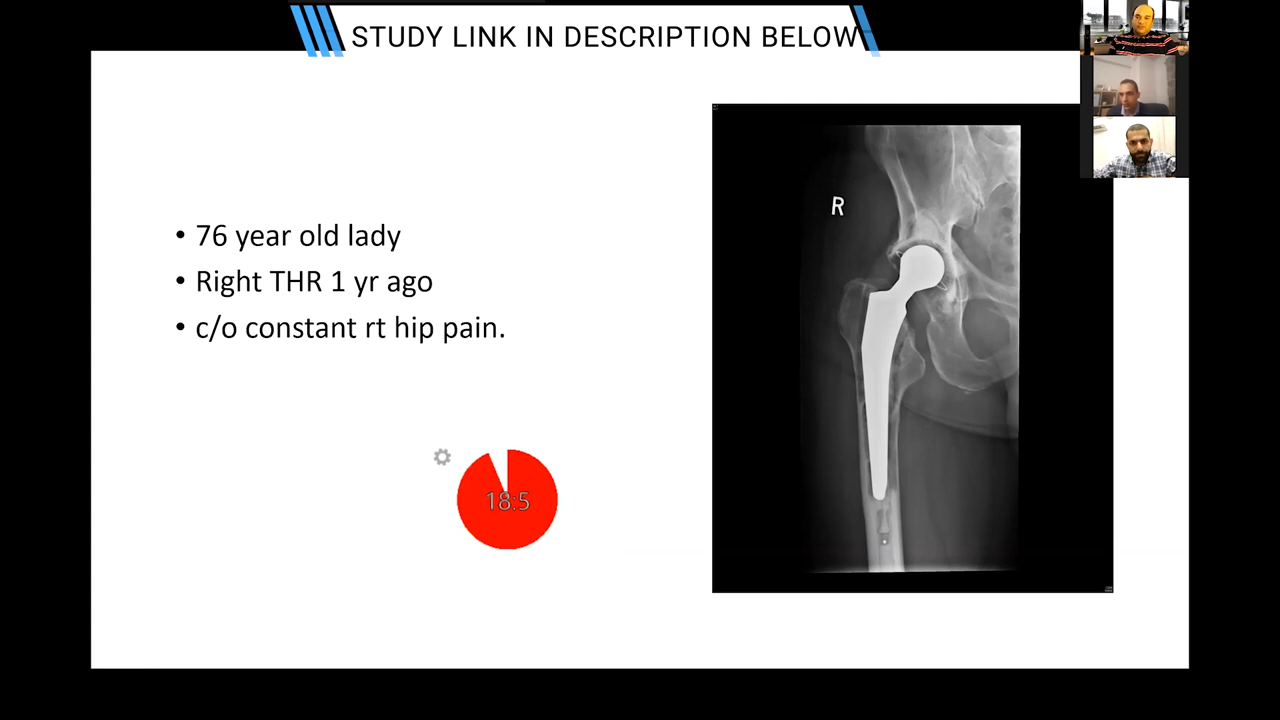 STUDY LINK IN DESCRIPTION BELOW
• 76 year old lady
• Right THR 1 yr ago
• c/o constant rt hip pain.
R
18:5